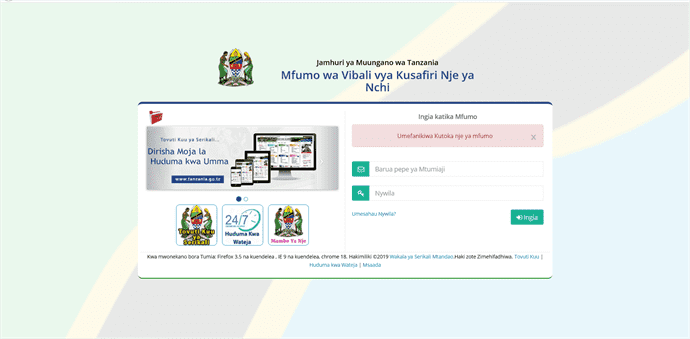 Jamhuri ya Muungano wa Tanzania
Mfumo wa Vibali vya Kusafiri Nje ya
Nchi
Tovuti Kuu ya Serikali...
Dirisha Moja la
Huduma kwa Umma
www.tanzania.go.tz
Tovuti Kuu
ya
Serikali
24/7
Huduma Kwa
Wateja
Mambo Ya Nje
Ingia katika Mfumo
Umefanikiwa Kutoka nje ya mfumo
x
Barua pepe ya Mtumiaji
Nywila
Umesahau Nywila?
Ingia
Kwa mwonekano bora Tumia: Firefox 3.5 na kuendelea , IE 9 na kuendelea, chrome 18. Hakimiliki ©2019 Wakala ya Serikali Mtandao.Haki zote Zimehifadhiwa. Tovuti Kuu |
Huduma kwa Wateja | Msaada